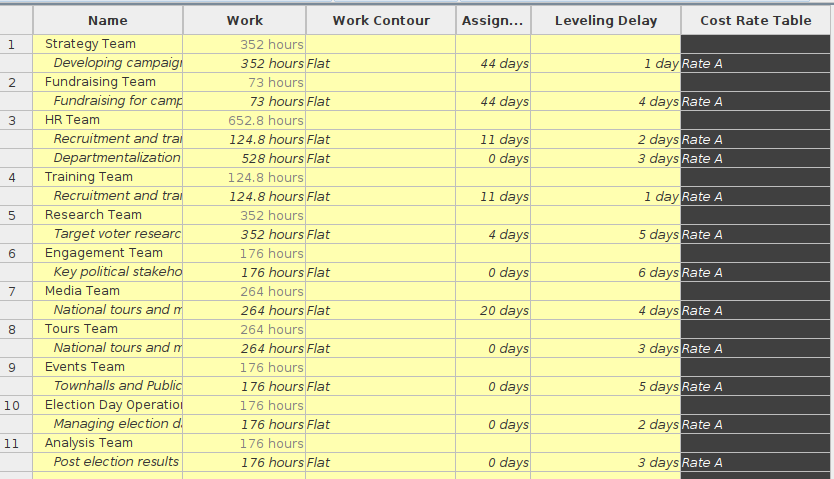 Name Work Work Contour Assign... Leveling Delay Cost Rate Table
1 Strategy Team 352 hours
Developing campaign 352 hours Flat 44 days 1 day Rate A
2 Fundraising Team 73 hours
Fundraising for camp 73 hours Flat 44 days 4 days Rate A
3 HR Team 652.8 hours
Recruitment and trai 124.8 hours Flat 11 days 2 days Rate A
Departmentalization 528 hours Flat 0 days 3 days Rate A
4 Training Team 124.8 hours
Recruitment and trai 124.8 hours Flat 11 days 1 day Rate A
5 Research Team 352 hours
Target voter researc 352 hours Flat 4 days 5 days Rate A
6 Engagement Team 176 hours
Key political stakeho 176 hours Flat 0 days 6 days Rate A
7 Media Team 264 hours
National tours and m 264 hours Flat 20 days 4 days Rate A
8 Tours Team 264 hours
National tours and m 264 hours Flat 0 days 3 days Rate A
9 Events Team 176 hours
Townhalls and Public 176 hours Flat 0 days 5 days Rate A
10 Election Day Operation 176 hours
Managing election da 176 hours Flat 0 days 2 days Rate A
11 Analysis Team 176 hours
Post election results 176 hours Flat 0 days 3 days Rate A